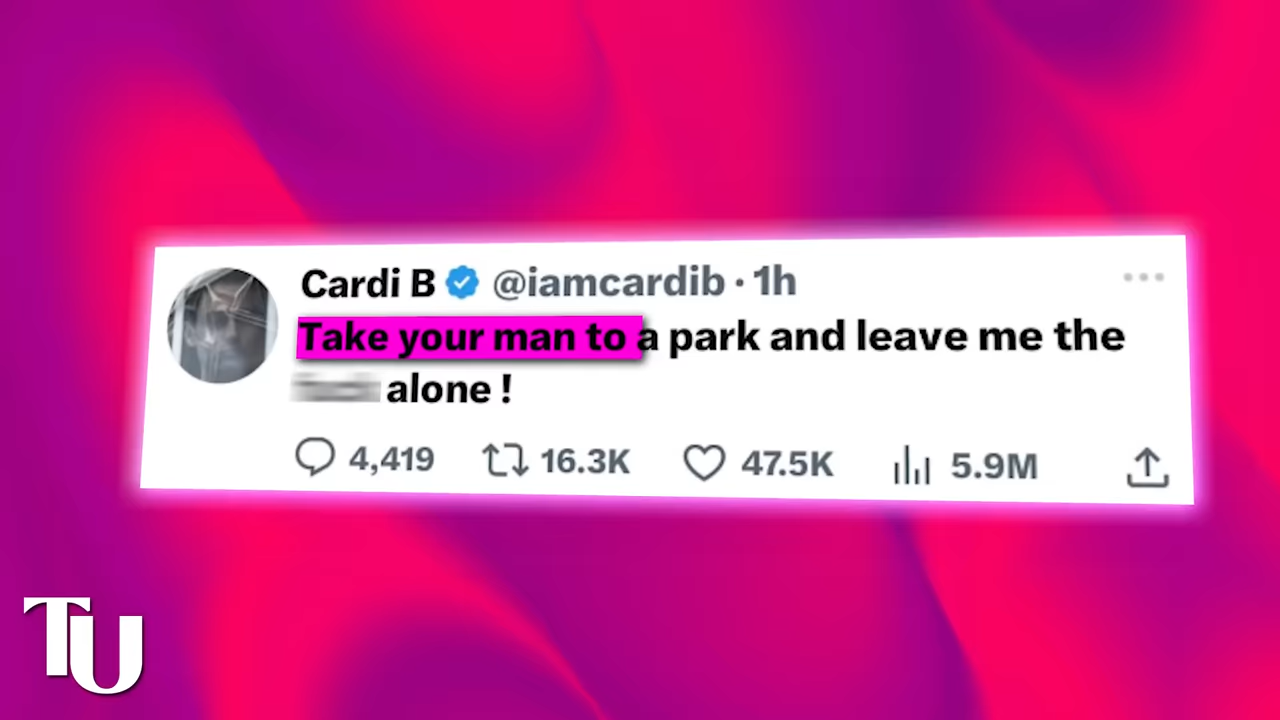 Cardi B @iamcardib · 1h
Take your man to a park and leave me the
alone !
4,419 16.3K 47.5K 5.9M
TU